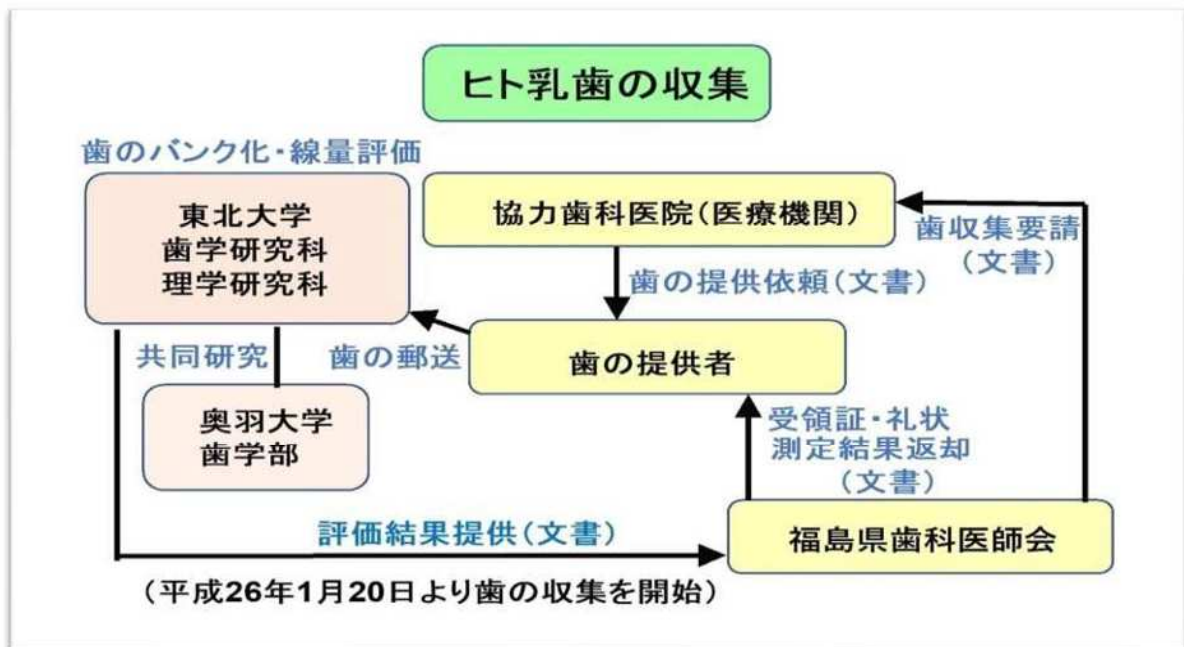 ヒト乳歯の収集
歯のバンク化・線量評価
東北大学
歯学研究科
理学研究科
協力歯科医院(医療機関)
歯収集要請
(文書)
歯の提供依頼(文書)
共同研究
歯の郵送
歯の提供者
奥羽大学
歯学部
受領証・礼状
測定結果返却
(文書)
評価結果提供(文書)
福島県歯科医師会
(平成26年1月20日より歯の収集を開始)